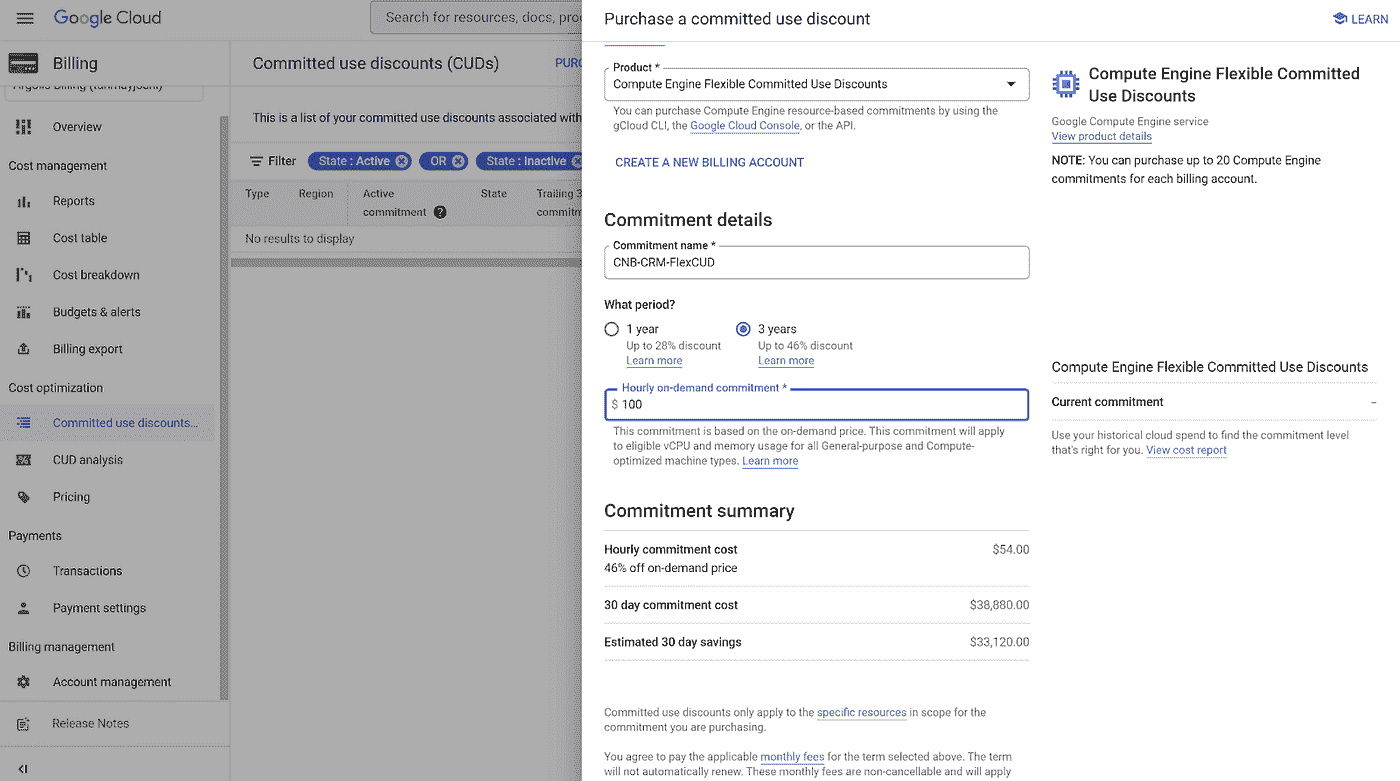 Google Cloud
Search for resources, docs, pro
Billing
Overview
Cost management
Reports
Cost table
Cost breakdown
Budgets & alerts
Billing export
Cost optimization
Committed use discounts...
CUD analysis
Pricing
Payments
Transactions
Payment settings
Billing management
Account management
Release Notes
Committed use discounts (CUDs)
PURC
This is a list of your committed use discounts associated with
Filter
State : Active
OR
State : Inactive
Type
Region
Active
commitment
State
Trailing 3
commitm
No results to display
Purchase a committed use discount
LEARN
Product *
Compute Engine Flexible Committed Use Discounts
You can purchase Compute Engine resource-based commitments by using the
gCloud CLI, the Google Cloud Console, or the API.
CREATE A NEW BILLING ACCOUNT
Commitment details
Commitment name *
CNB-CRM-FlexCUD
What period?
1 year
Up to 28% discount
Learn more
3 years
Up to 46% discount
Learn more
Hourly on-demand commitment *
$ 100
This commitment is based on the on-demand price. This commitment will apply
to eligible vCPU and memory usage for all General-purpose and Compute-
optimized machine types. Learn more
Commitment summary
Hourly commitment cost $54.00
46% off on-demand price
30 day commitment cost $38,880.00
Estimated 30 day savings $33,120.00
Committed use discounts only apply to the specific resources in scope for the
commitment you are purchasing.
You agree to pay the applicable monthly fees for the term selected above. The term
will not automatically renew. These monthly fees are non-cancellable and will apply
Compute Engine Flexible Committed
Use Discounts
Google Compute Engine service
View product details
NOTE: You can purchase up to 20 Compute Engine
commitments for each billing account.
Compute Engine Flexible Committed Use Discounts
Current commitment –
Use your historical cloud spend to find the commitment level
that's right for you. View cost report